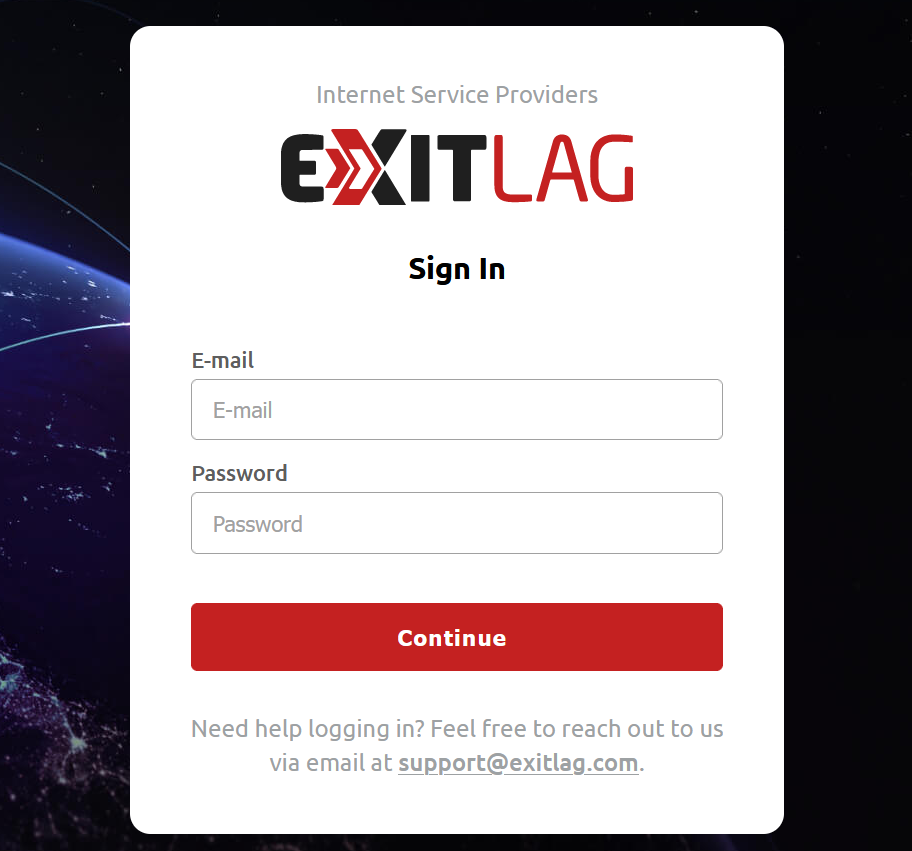 Internet Service Providers
EXITLAG
Sign In
E-mail
E-mail
Password
Password
Continue
Need help logging in? Feel free to reach out to us
via email at support@exitlag.com.